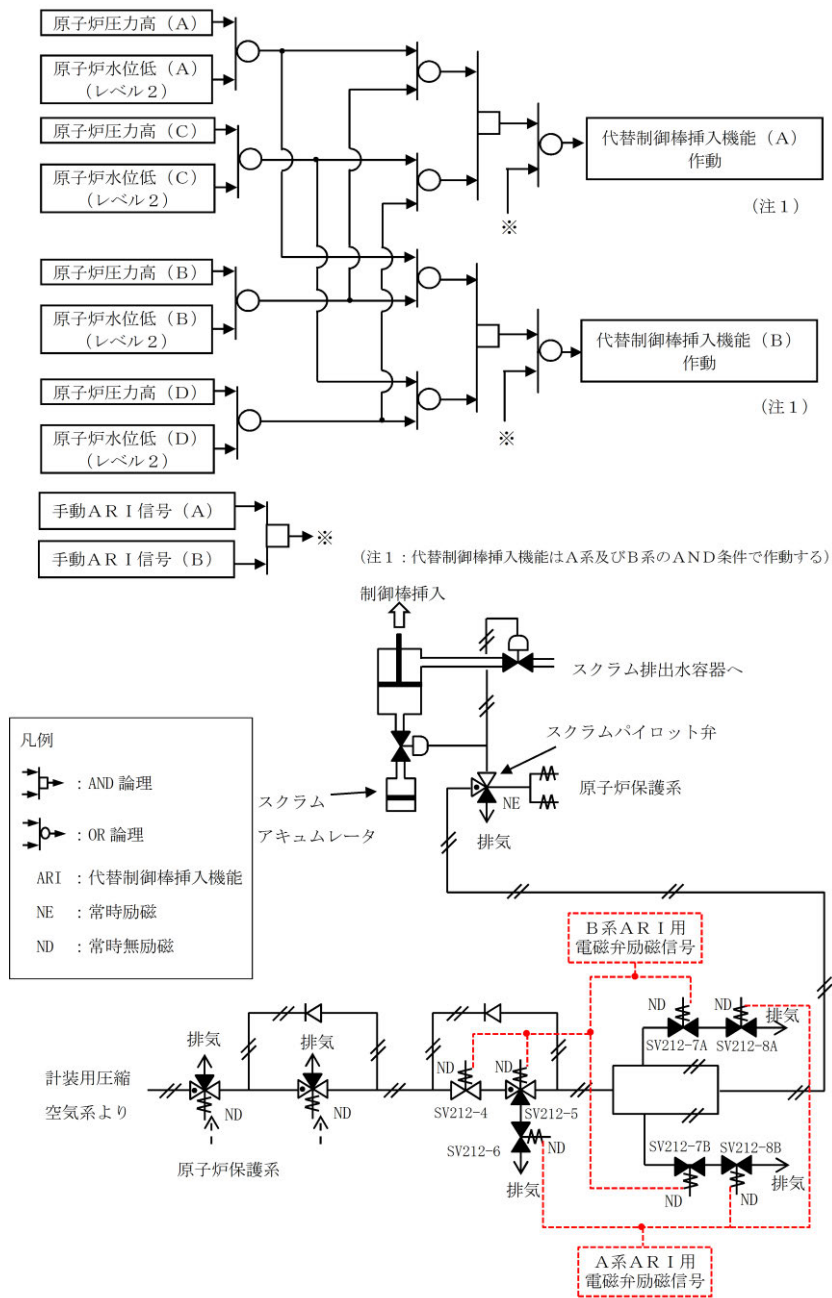 原子炉圧力高（A）
原子炉水位低（A）
（レベル２）
原子炉圧力高（C）
原子炉水位低（C）
（レベル２）
代替制御棒挿入機能（A）
作動
（注１）
※
原子炉圧力高（B）
原子炉水位低（B）
（レベル２）
代替制御棒挿入機能（B）
作動
（注１）
※
原子炉圧力高（D）
原子炉水位低（D）
（レベル２）
手動ＡＲＩ信号（A）
手動ＡＲＩ信号（B）
※
（注１：代替制御棒挿入機能はA系及びB系のAND条件で作動する）
制御棒挿入
スクラム排出水容器へ
スクラムパイロット弁
原子炉保護系
NE
排気
スクラム
アキュムレータ
凡例
：AND 論理
：OR 論理
ARI ：代替制御棒挿入機能
NE ：常時励磁
ND ：常時無励磁
B系ＡＲＩ用
電磁弁励磁信号
ND
ND
排気
SV212-7A
SV212-8A
排気
排気
計装用圧縮
空気系より
ND
ND
原子炉保護系
ND
ND
SV212-4
SV212-5
SV212-6
ND
排気
SV212-7B
SV212-8B
排気
ND
ND
A系ＡＲＩ用
電磁弁励磁信号